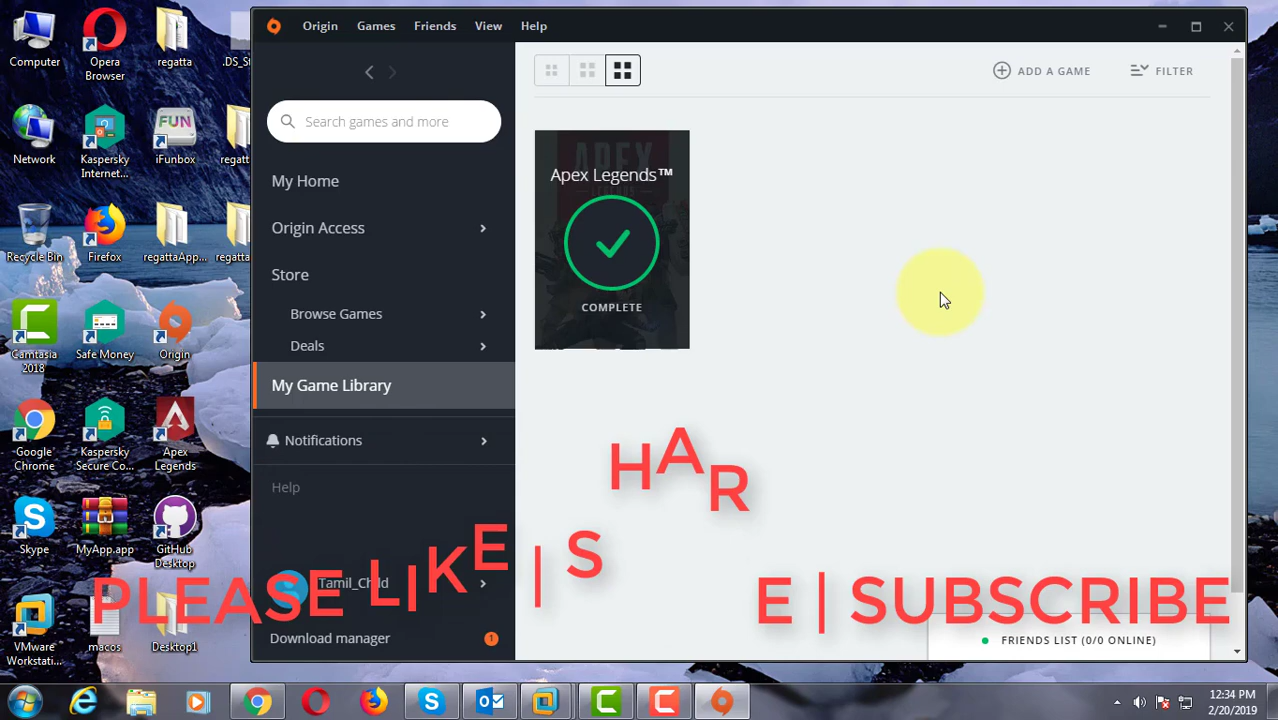 Origin Games Friends View Help
Search games and more
My Home
Origin Access
Store
Browse Games
Deals
My Game Library
Notifications
Help
Tamil_Child
Download manager 1
ADD A GAME
FILTER
APEX
Apex Legends™
COMPLETE
FRIENDS LIST (0/0 ONLINE)
PLEASE LIKE | SHARE | SUBSCRIBE
Computer
Opera Browser
regatta
Network
Kaspersky Internet...
FUN
iFunbox
Recycle Bin
Firefox
regattaApp...
Camtasia 2018
Safe Money
Origin
Google Chrome
Kaspersky Secure Co...
Apex Legends
Skype
MyApp.app
GitHub Desktop
VMware Workstati...
macos
Desktop1
12:34 PM
2/20/2019